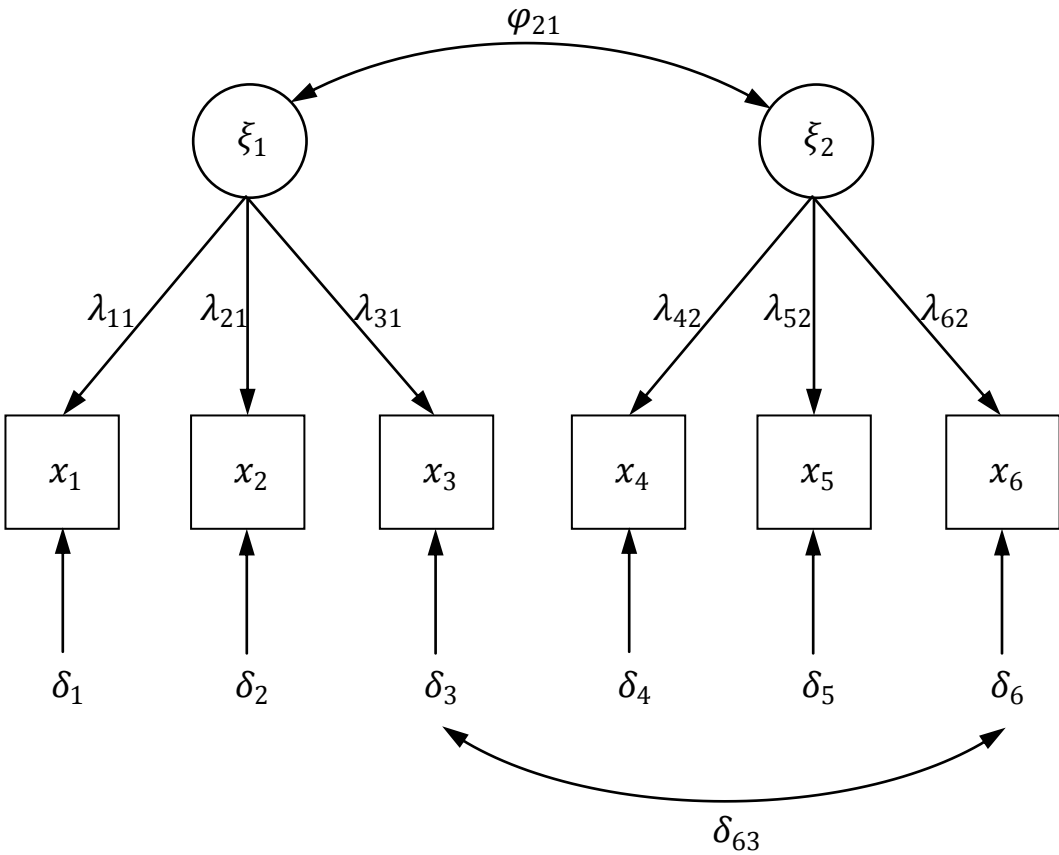 φ₂₁
ξ₁ ξ₂
λ₁₁ λ₂₁ λ₃₁ λ₄₂ λ₅₂ λ₆₂
x₁ x₂ x₃ x₄ x₅ x₆
δ₁ δ₂ δ₃ δ₄ δ₅ δ₆
δ₆₃